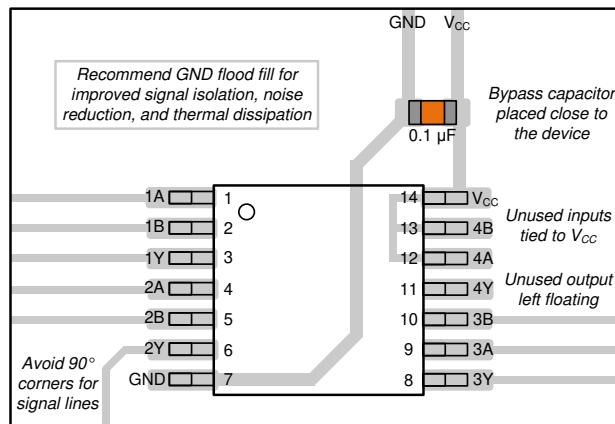 GND
VCC
Recommend GND flood fill for
improved signal isolation, noise
reduction, and thermal dissipation
Bypass capacitor
placed close to
the device
0.1 µF
1A 1 14 VCC
1B 2 13 4B
1Y 3 12 4A
2A 4 11 4Y
2B 5 10 3B
2Y 6 9 3A
GND 7 8 3Y
Unused inputs
tied to VCC
Unused output
left floating
Avoid 90°
corners for
signal lines